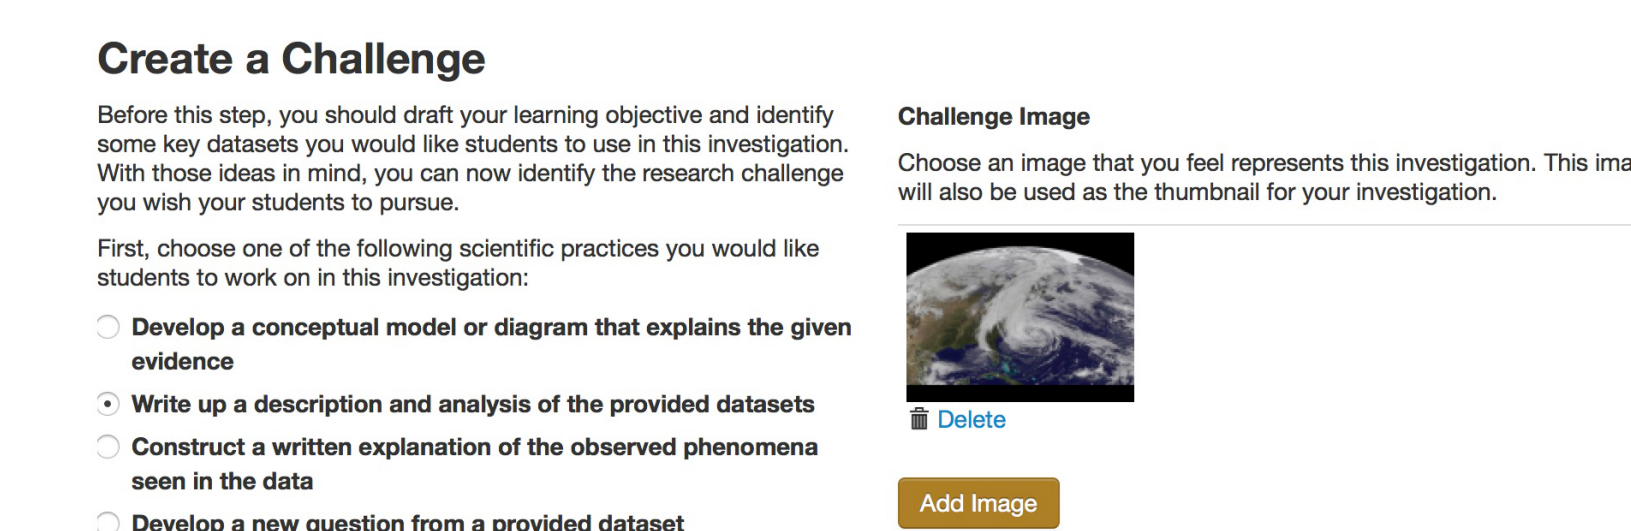 Create a Challenge
Before this step, you should draft your learning objective and identify
some key datasets you would like students to use in this investigation.
With those ideas in mind, you can now identify the research challenge
you wish your students to pursue.
First, choose one of the following scientific practices you would like
students to work on in this investigation:
Develop a conceptual model or diagram that explains the given
evidence
Write up a description and analysis of the provided datasets
Construct a written explanation of the observed phenomena
seen in the data
Develop a new question from a provided dataset
Challenge Image
Choose an image that you feel represents this investigation. This ima
will also be used as the thumbnail for your investigation.
Delete
Add Image